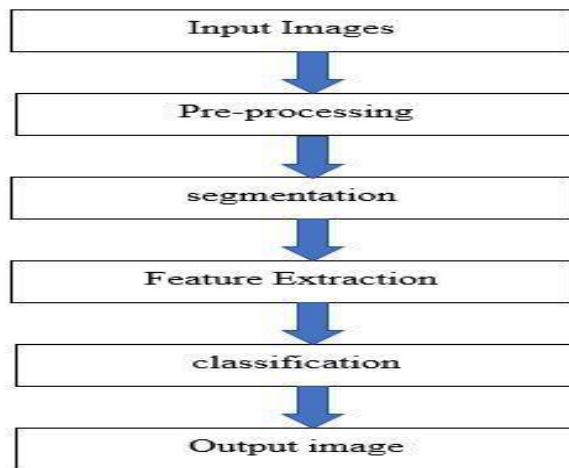 Input Images
Pre-processing
segmentation
Feature Extraction
classification
Output image